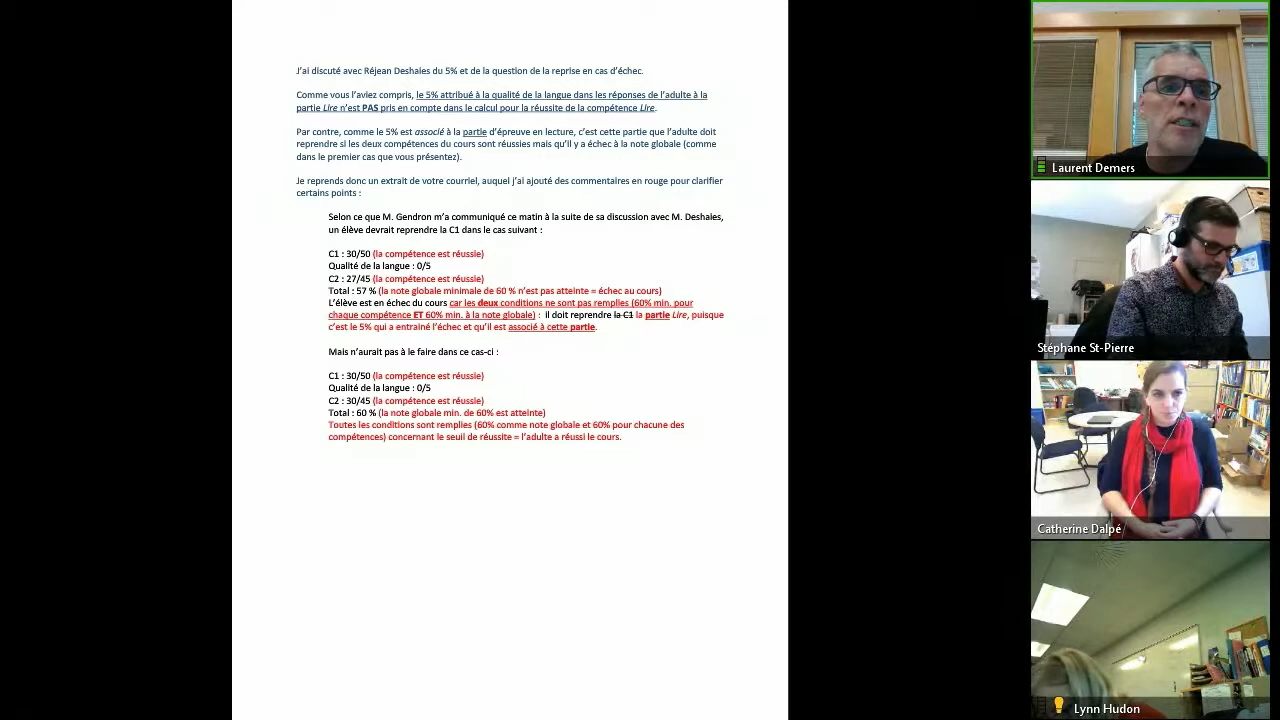 J'ai discuté avec Réjean Deshaies du 5% et de la question de la reprise en cas d'échec.
Comme vous l'aviez compris, le 5% attribué à la qualité de la langue dans les réponses de l'adulte à la
partie Lire n'est PAS pris en compte dans le calcul pour la réussite de la compétence Lire.
Par contre, comme le 5% est associé à la partie d'épreuve en lecture, c'est cette partie que l'adulte doit
reprendre si les deux compétences du cours sont réussies mais qu'il y a échec à la note globale (comme
dans le premier cas que vous présentez).
Je reprends donc un extrait de votre courriel, auquel j'ai ajouté des commentaires en rouge pour clarifier
certains points :
Selon ce que M. Gendron m'a communiqué ce matin à la suite de sa discussion avec M. Deshaies,
un élève devrait reprendre la C1 dans le cas suivant :
C1 : 30/50 (la compétence est réussie)
Qualité de la langue : 0/5
C2 : 27/45 (la compétence est réussie)
Total : 57 % (la note globale minimale de 60 % n'est pas atteinte = échec au cours)
L'élève est en échec du cours car les deux conditions ne sont pas remplies (60% min. pour
chaque compétence ET 60% min. à la note globale) : il doit reprendre la C1 la partie Lire, puisque
c'est le 5% qui a entrainé l'échec et qu'il est associé à cette partie.
Mais n'aurait pas à le faire dans ce cas-ci :
C1 : 30/50 (la compétence est réussie)
Qualité de la langue : 0/5
C2 : 30/45 (la compétence est réussie)
Total : 60 % (la note globale min. de 60% est atteinte)
Toutes les conditions sont remplies (60% comme note globale et 60% pour chacune des
compétences) concernant le seuil de réussite = l'adulte a réussi le cours.
Laurent Demers
Stéphane St-Pierre
Catherine Dalpé
Lynn Hudon